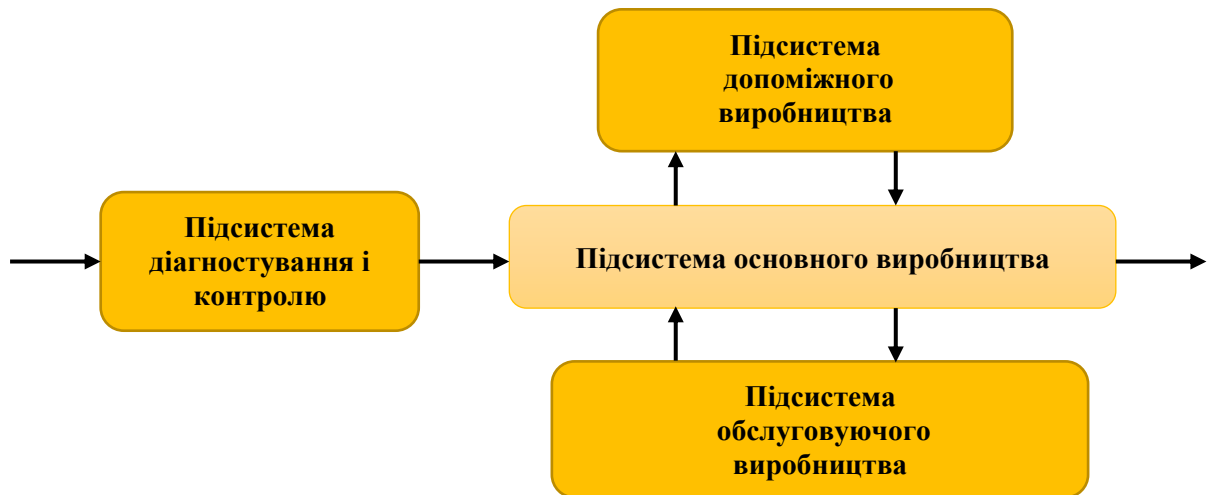 Підсистема
допоміжного
виробництва
Підсистема
діагностування і
контролю
Підсистема основного виробництва
Підсистема
обслуговуючого
виробництва